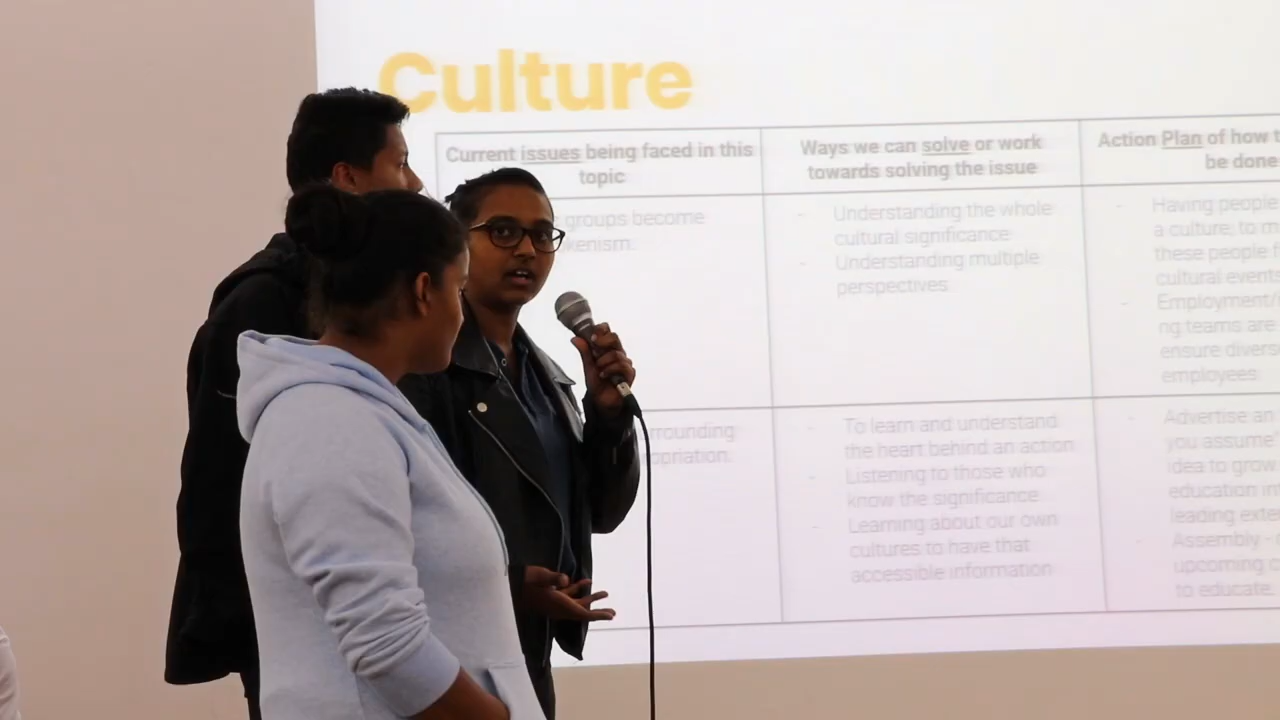 Culture
Current issues being faced in this
topic
groups become
Ways we can solve or work
towards solving the issue
- Understanding the whole
cultural significance
- Understanding multiple
perspectives
Action Plan of how
be done
- Having people
a culture, to
these people
cultural events
- Employment/
ng teams are
ensure
employees.
- To learn and understand
the heart behind an action
- Listening to those who
know the significance
- Learning about our own
cultures to have that
accessible information
- Advertise an
you assume
idea to grow
education
leading
- Assembly -
upcoming
to educate.